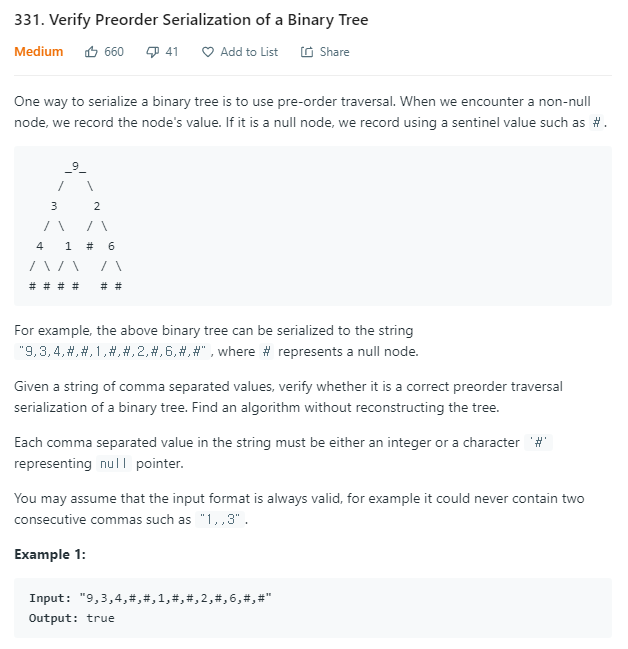 331. Verify Preorder Serialization of a Binary Tree
Medium 660 41 Add to List Share
One way to serialize a binary tree is to use pre-order traversal. When we encounter a non-null
node, we record the node's value. If it is a null node, we record using a sentinel value such as #.
_9_
/ \
3 2
/ \ / \
4 1 # 6
/ \ / \ / \
# # # # # #
For example, the above binary tree can be serialized to the string
"9,3,4,#,#,1,#,#,2,#,6,#,#" , where # represents a null node.
Given a string of comma separated values, verify whether it is a correct preorder traversal
serialization of a binary tree. Find an algorithm without reconstructing the tree.
Each comma separated value in the string must be either an integer or a character '#'
representing null pointer.
You may assume that the input format is always valid, for example it could never contain two
consecutive commas such as "1,,3" .
Example 1:
Input: "9,3,4,#,#,1,#,#,2,#,6,#,#"
Output: true